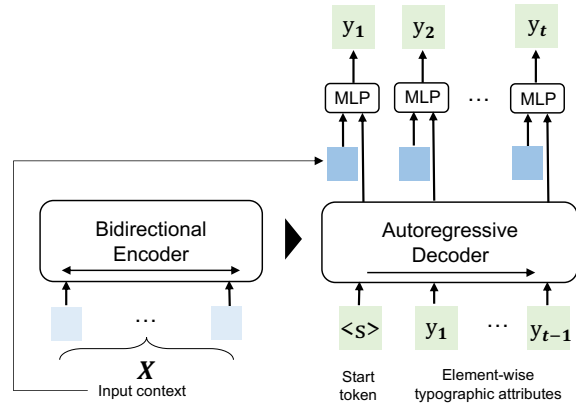 y1 y2 yt
MLP MLP ... MLP
Bidirectional
Encoder
Autoregressive
Decoder
...
<s> y1 ... yt−1
X
Input context
Start
token
Element-wise
typographic attributes